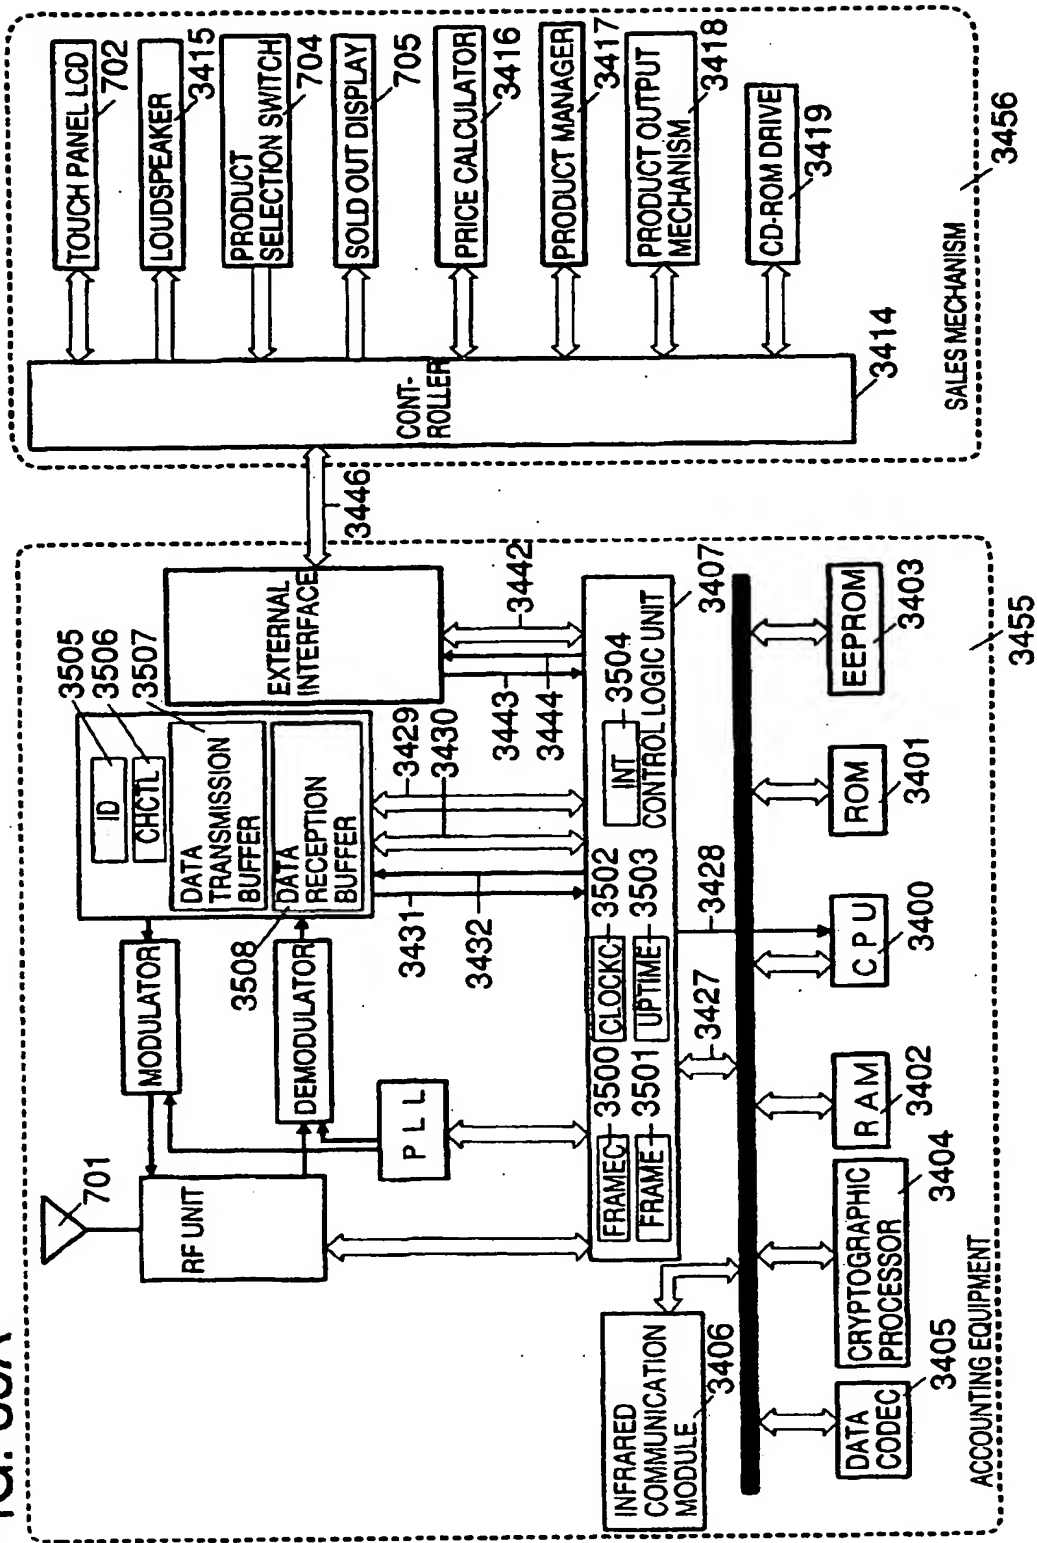 701
RF UNIT
MODULATOR
DEMODULATOR
PLL
3508
ID
CHCTL
DATA
TRANSMISSION
BUFFER
DATA
RECEPTION
BUFFER
3505
3506
3507
EXTERNAL
INTERFACE
3446
3431
3432
3429
3430
3443
3444
3442
FRAMEC
3500
CLOCKC
3502
FRAME
3501
UPTIME
3503
INT
3504
CONTROL LOGIC UNIT
3407
3427
3428
INFRARED
COMMUNICATION
MODULE
3406
DATA
CODEC
3405
CRYPTOGRAPHIC
PROCESSOR
3404
RAM
3402
CPU
3400
ROM
3401
EEPROM
3403
ACCOUNTING EQUIPMENT
3455
CONT-
ROLLER
3414
TOUCH PANEL LCD
702
LOUDSPEAKER
3415
PRODUCT
SELECTION SWITCH
704
SOLD OUT DISPLAY
705
PRICE CALCULATOR
3416
PRODUCT MANAGER
3417
PRODUCT OUTPUT
MECHANISM
3418
CD-ROM DRIVE
3419
SALES MECHANISM
3456